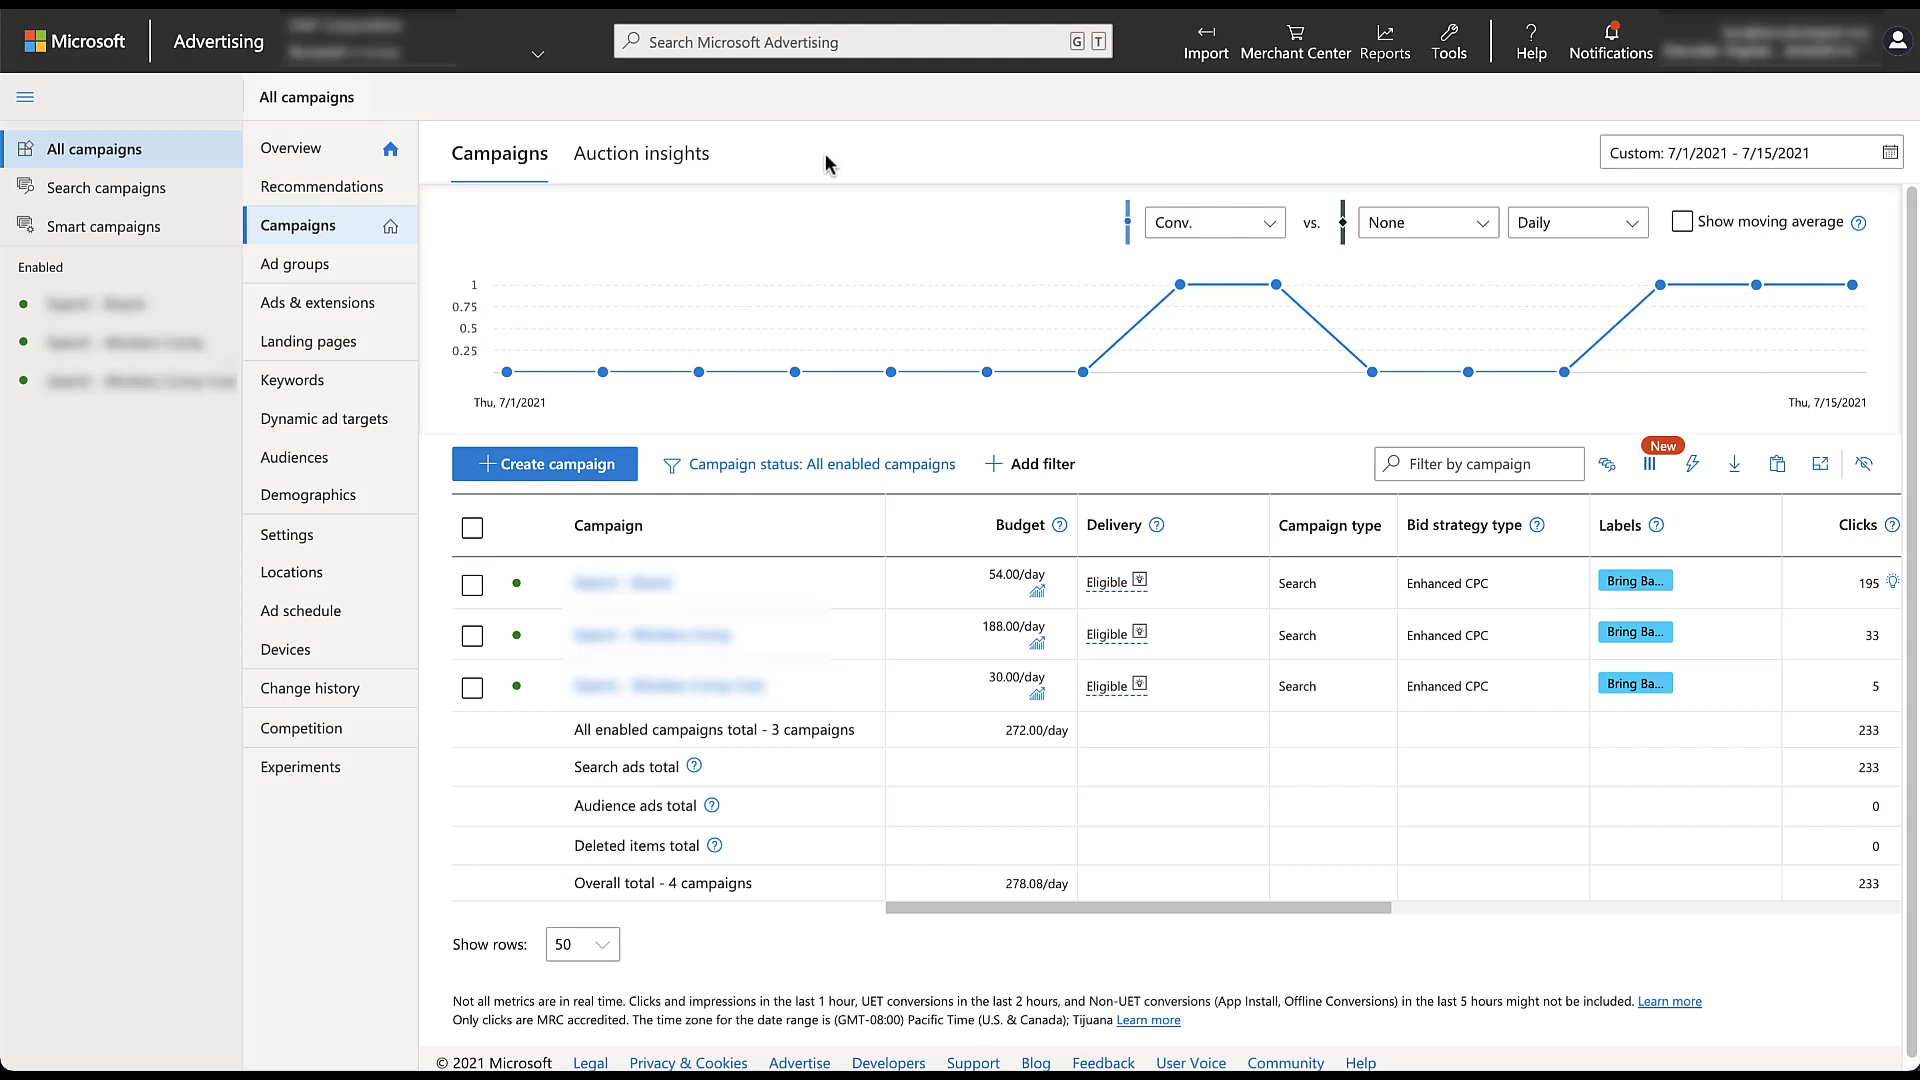 Microsoft
Advertising
Search Microsoft Advertising
G
T
Import
Merchant Center
Reports
Tools
Help
Notifications
All campaigns
Search campaigns
Smart campaigns
Enabled
All campaigns
Overview
Recommendations
Campaigns
Ad groups
Ads & extensions
Landing pages
Keywords
Dynamic ad targets
Audiences
Demographics
Settings
Locations
Ad schedule
Devices
Change history
Competition
Experiments
Campaigns
Auction insights
Custom: 7/1/2021 - 7/15/2021
Conv.
vs.
None
Daily
Show moving average
1
0.75
0.5
0.25
Thu, 7/1/2021
Thu, 7/15/2021
Create campaign
Campaign status: All enabled campaigns
Add filter
Filter by campaign
New
Campaign
Budget
Delivery
Campaign type
Bid strategy type
Labels
Clicks
54.00/day
Eligible
Search
Enhanced CPC
Bring Ba...
195
188.00/day
Eligible
Search
Enhanced CPC
Bring Ba...
33
30.00/day
Eligible
Search
Enhanced CPC
Bring Ba...
5
All enabled campaigns total - 3 campaigns
272.00/day
233
Search ads total
233
Audience ads total
0
Deleted items total
0
Overall total - 4 campaigns
278.08/day
233
Show rows:
50
Not all metrics are in real time. Clicks and impressions in the last 1 hour, UET conversions in the last 2 hours, and Non-UET conversions (App Install, Offline Conversions) in the last 5 hours might not be included. Learn more
Only clicks are MRC accredited. The time zone for the date range is (GMT-08:00) Pacific Time (U.S. & Canada); Tijuana Learn more
© 2021 Microsoft
Legal
Privacy & Cookies
Advertise
Developers
Support
Blog
Feedback
User Voice
Community
Help